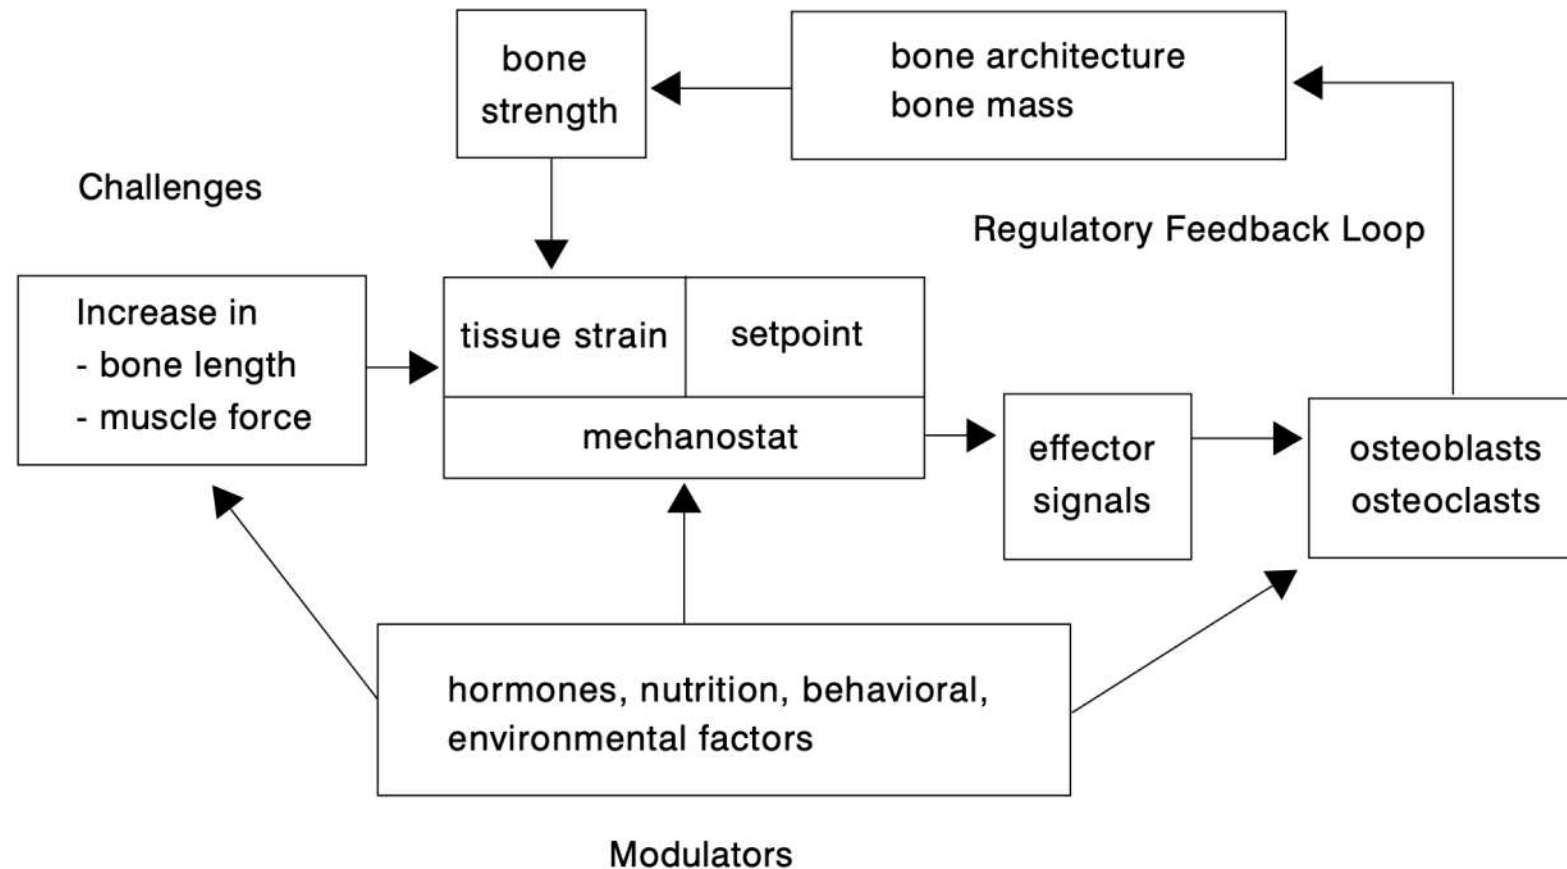 bone
strength
bone architecture
bone mass
Challenges
Regulatory Feedback Loop
Increase in
- bone length
- muscle force
tissue strain
setpoint
mechanostat
effector
signals
osteoblasts
osteoclasts
hormones, nutrition, behavioral,
environmental factors
Modulators